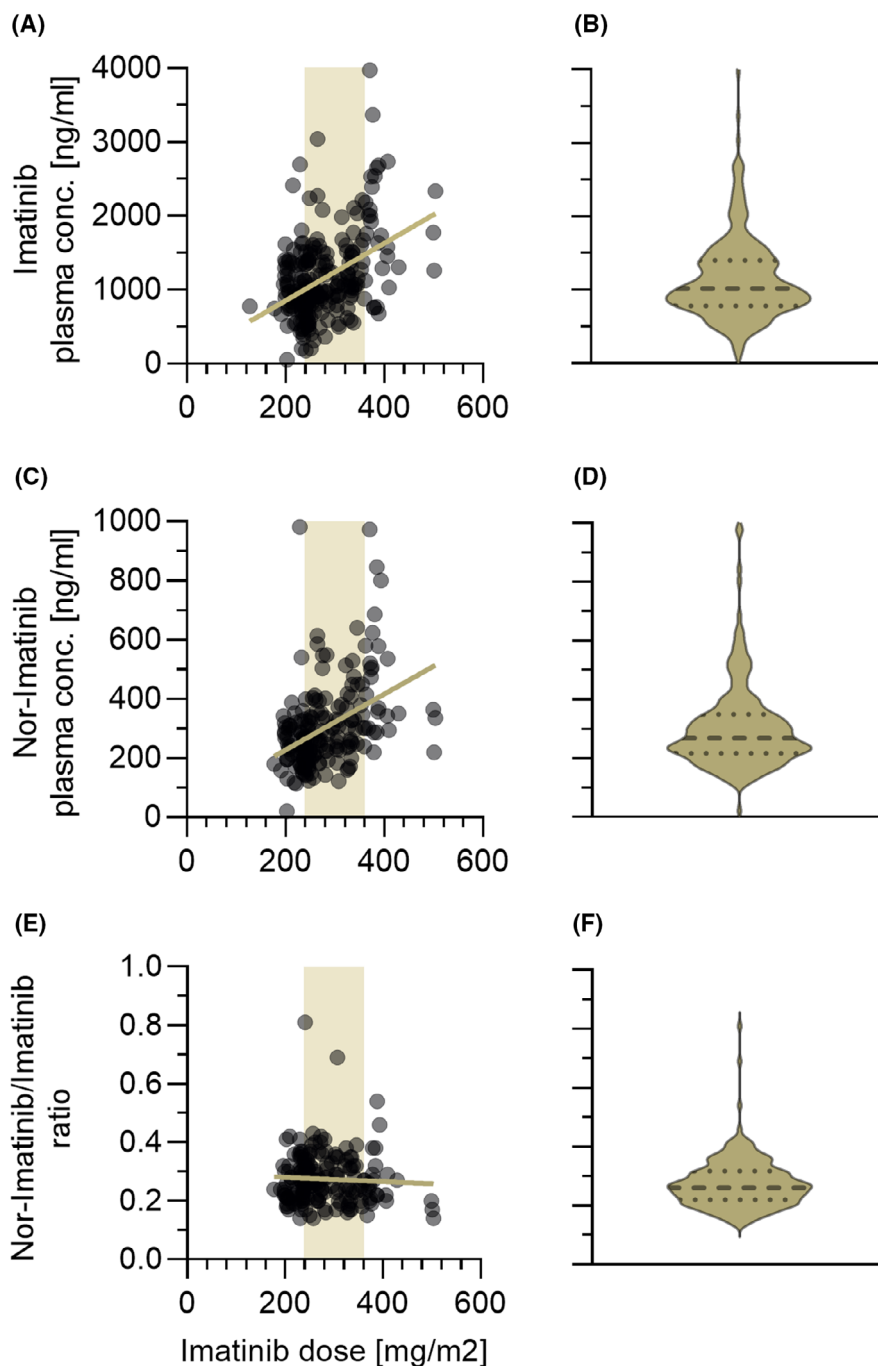 (A)
(B)
Imatinib
plasma conc. [ng/ml]
4000
3000
2000
1000
0
0 200 400 600
(C)
(D)
Nor-Imatinib
plasma conc. [ng/ml]
1000
800
600
400
200
0
0 200 400 600
(E)
(F)
Nor-Imatinib/Imatinib
ratio
1.0
0.8
0.6
0.4
0.2
0.0
0 200 400 600
Imatinib dose [mg/m2]